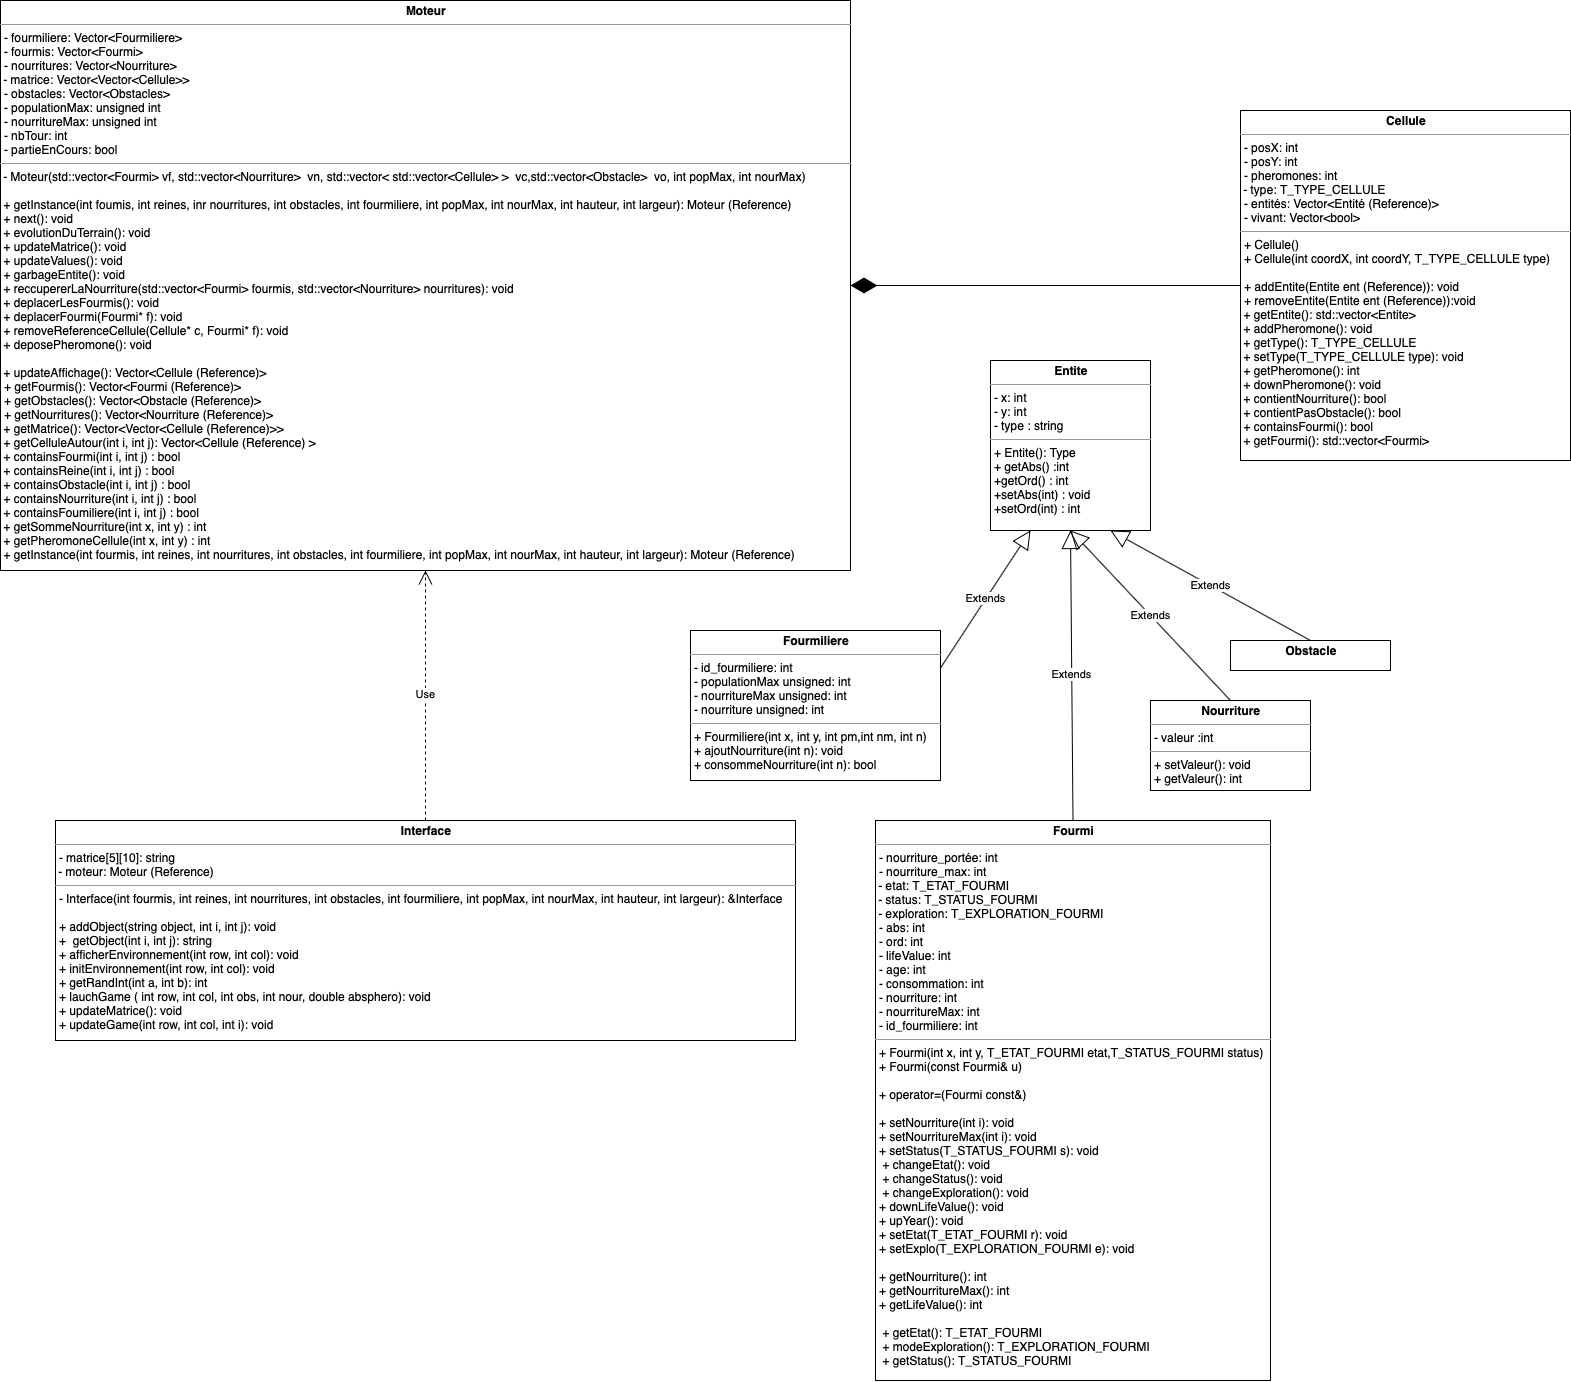 Moteur
- fourmiliere: Vector<Fourmiliere>
- fourmis: Vector<Fourmi>
- nourritures: Vector<Nourriture>
- matrice: Vector<Vector<Cellule>>
- obstacles: Vector<Obstacles>
- populationMax: unsigned int
- nourritureMax: unsigned int
- nbTour: int
- partieEnCours: bool
- Moteur(std::vector<Fourmi> vf, std::vector<Nourriture>  vn, std::vector< std::vector<Cellule> >  vc,std::vector<Obstacle>  vo, int popMax, int nourMax)
+ getInstance(int foumis, int reines, inr nourritures, int obstacles, int fourmiliere, int popMax, int nourMax, int hauteur, int largeur): Moteur (Reference)
+ next(): void
+ evolutionDuTerrain(): void
+ updateMatrice(): void
+ updateValues(): void
+ garbageEntite(): void
+ reccupererLaNourriture(std::vector<Fourmi> fourmis, std::vector<Nourriture> nourritures): void
+ deplacerLesFourmis(): void
+ deplacerFourmi(Fourmi* f): void
+ removeReferenceCellule(Cellule* c, Fourmi* f): void
+ deposePheromone(): void
+ updateAffichage(): Vector<Cellule (Reference)>
+ getFourmis(): Vector<Fourmi (Reference)>
+ getObstacles(): Vector<Obstacle (Reference)>
+ getNourritures(): Vector<Nourriture (Reference)>
+ getMatrice(): Vector<Vector<Cellule (Reference)>>
+ getCelluleAutour(int i, int j): Vector<Cellule (Reference) >
+ containsFourmi(int i, int j) : bool
+ containsReine(int i, int j) : bool
+ containsObstacle(int i, int j) : bool
+ containsNourriture(int i, int j) : bool
+ containsFoumiliere(int i, int j) : bool
+ getSommeNourriture(int x, int y) : int
+ getPheromoneCellule(int x, int y) : int
+ getInstance(int fourmis, int reines, int nourritures, int obstacles, int fourmiliere, int popMax, int nourMax, int hauteur, int largeur): Moteur (Reference)
Cellule
- posX: int
- posY: int
- pheromones: int
- type: T_TYPE_CELLULE
- entités: Vector<Entité (Reference)>
- vivant: Vector<bool>
+ Cellule()
+ Cellule(int coordX, int coordY, T_TYPE_CELLULE type)
+ addEntite(Entite ent (Reference)): void
+ removeEntite(Entite ent (Reference)):void
+ getEntite(): std::vector<Entite>
+ addPheromone(): void
+ getType(): T_TYPE_CELLULE
+ setType(T_TYPE_CELLULE type): void
+ getPheromone(): int
+ downPheromone(): void
+ contientNourriture(): bool
+ contientPasObstacle(): bool
+ containsFourmi(): bool
+ getFourmi(): std::vector<Fourmi>
Entite
- x: int
- y: int
- type : string
+ Entite(): Type
+ getAbs() :int
+getOrd() : int
+setAbs(int) : void
+setOrd(int) : int
Extends
Extends
Extends
Extends
Use
Fourmiliere
- id_fourmiliere: int
- populationMax unsigned: int
- nourritureMax unsigned: int
- nourriture unsigned: int
+ Fourmiliere(int x, int y, int pm,int nm, int n)
+ ajoutNourriture(int n): void
+ consommeNourriture(int n): bool
Obstacle
Nourriture
- valeur :int
+ setValeur(): void
+ getValeur(): int
Interface
- matrice[5][10]: string
- moteur: Moteur (Reference)
- Interface(int fourmis, int reines, int nourritures, int obstacles, int fourmiliere, int popMax, int nourMax, int hauteur, int largeur): &Interface
+ addObject(string object, int i, int j): void
+  getObject(int i, int j): string
+ afficherEnvironnement(int row, int col): void
+ initEnvironnement(int row, int col): void
+ getRandInt(int a, int b): int
+ lauchGame ( int row, int col, int obs, int nour, double absphero): void
+ updateMatrice(): void
+ updateGame(int row, int col, int i): void
Fourmi
- nourriture_portée: int
- nourriture_max: int
- etat: T_ETAT_FOURMI
- status: T_STATUS_FOURMI
- exploration: T_EXPLORATION_FOURMI
- abs: int
- ord: int
- lifeValue: int
- age: int
- consommation: int
- nourriture: int
- nourritureMax: int
- id_fourmiliere: int
+ Fourmi(int x, int y, T_ETAT_FOURMI etat,T_STATUS_FOURMI status)
+ Fourmi(const Fourmi& u)
+ operator=(Fourmi const&)
+ setNourriture(int i): void
+ setNourritureMax(int i): void
+ setStatus(T_STATUS_FOURMI s): void
+ changeEtat(): void
+ changeStatus(): void
+ changeExploration(): void
+ downLifeValue(): void
+ upYear(): void
+ setEtat(T_ETAT_FOURMI r): void
+ setExplo(T_EXPLORATION_FOURMI e): void
+ getNourriture(): int
+ getNourritureMax(): int
+ getLifeValue(): int
+ getEtat(): T_ETAT_FOURMI
+ modeExploration(): T_EXPLORATION_FOURMI
+ getStatus(): T_STATUS_FOURMI